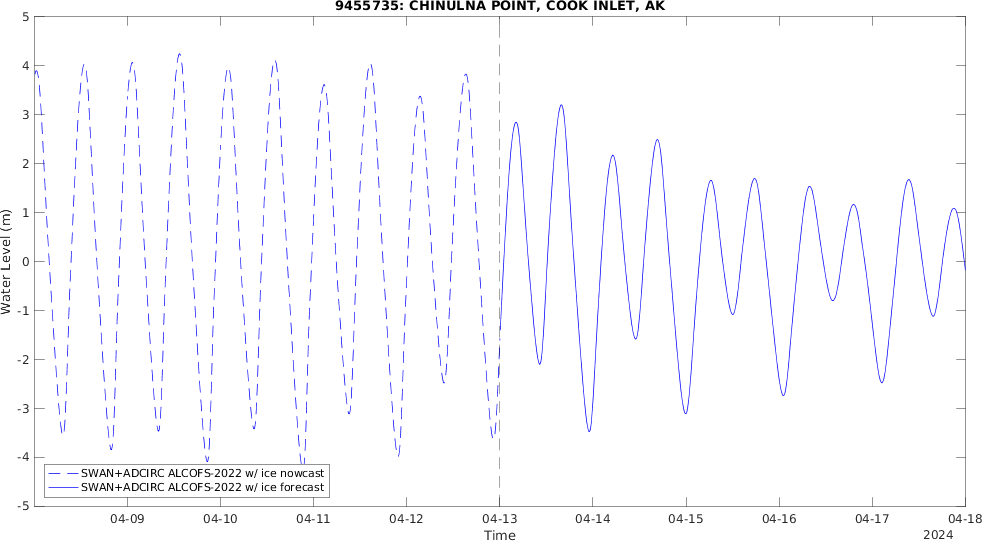 9455735: CHINULNA POINT, COOK INLET, AK
5
4
3
2
1
0
-1
-2
-3
-4
-5
Water Level (m)
SWAN+ADCIRC ALCOFS-2022 w/ ice nowcast
SWAN+ADCIRC ALCOFS-2022 w/ ice forecast
04-09 04-10 04-11 04-12 04-13 04-14 04-15 04-16 04-17 04-18
Time
2024